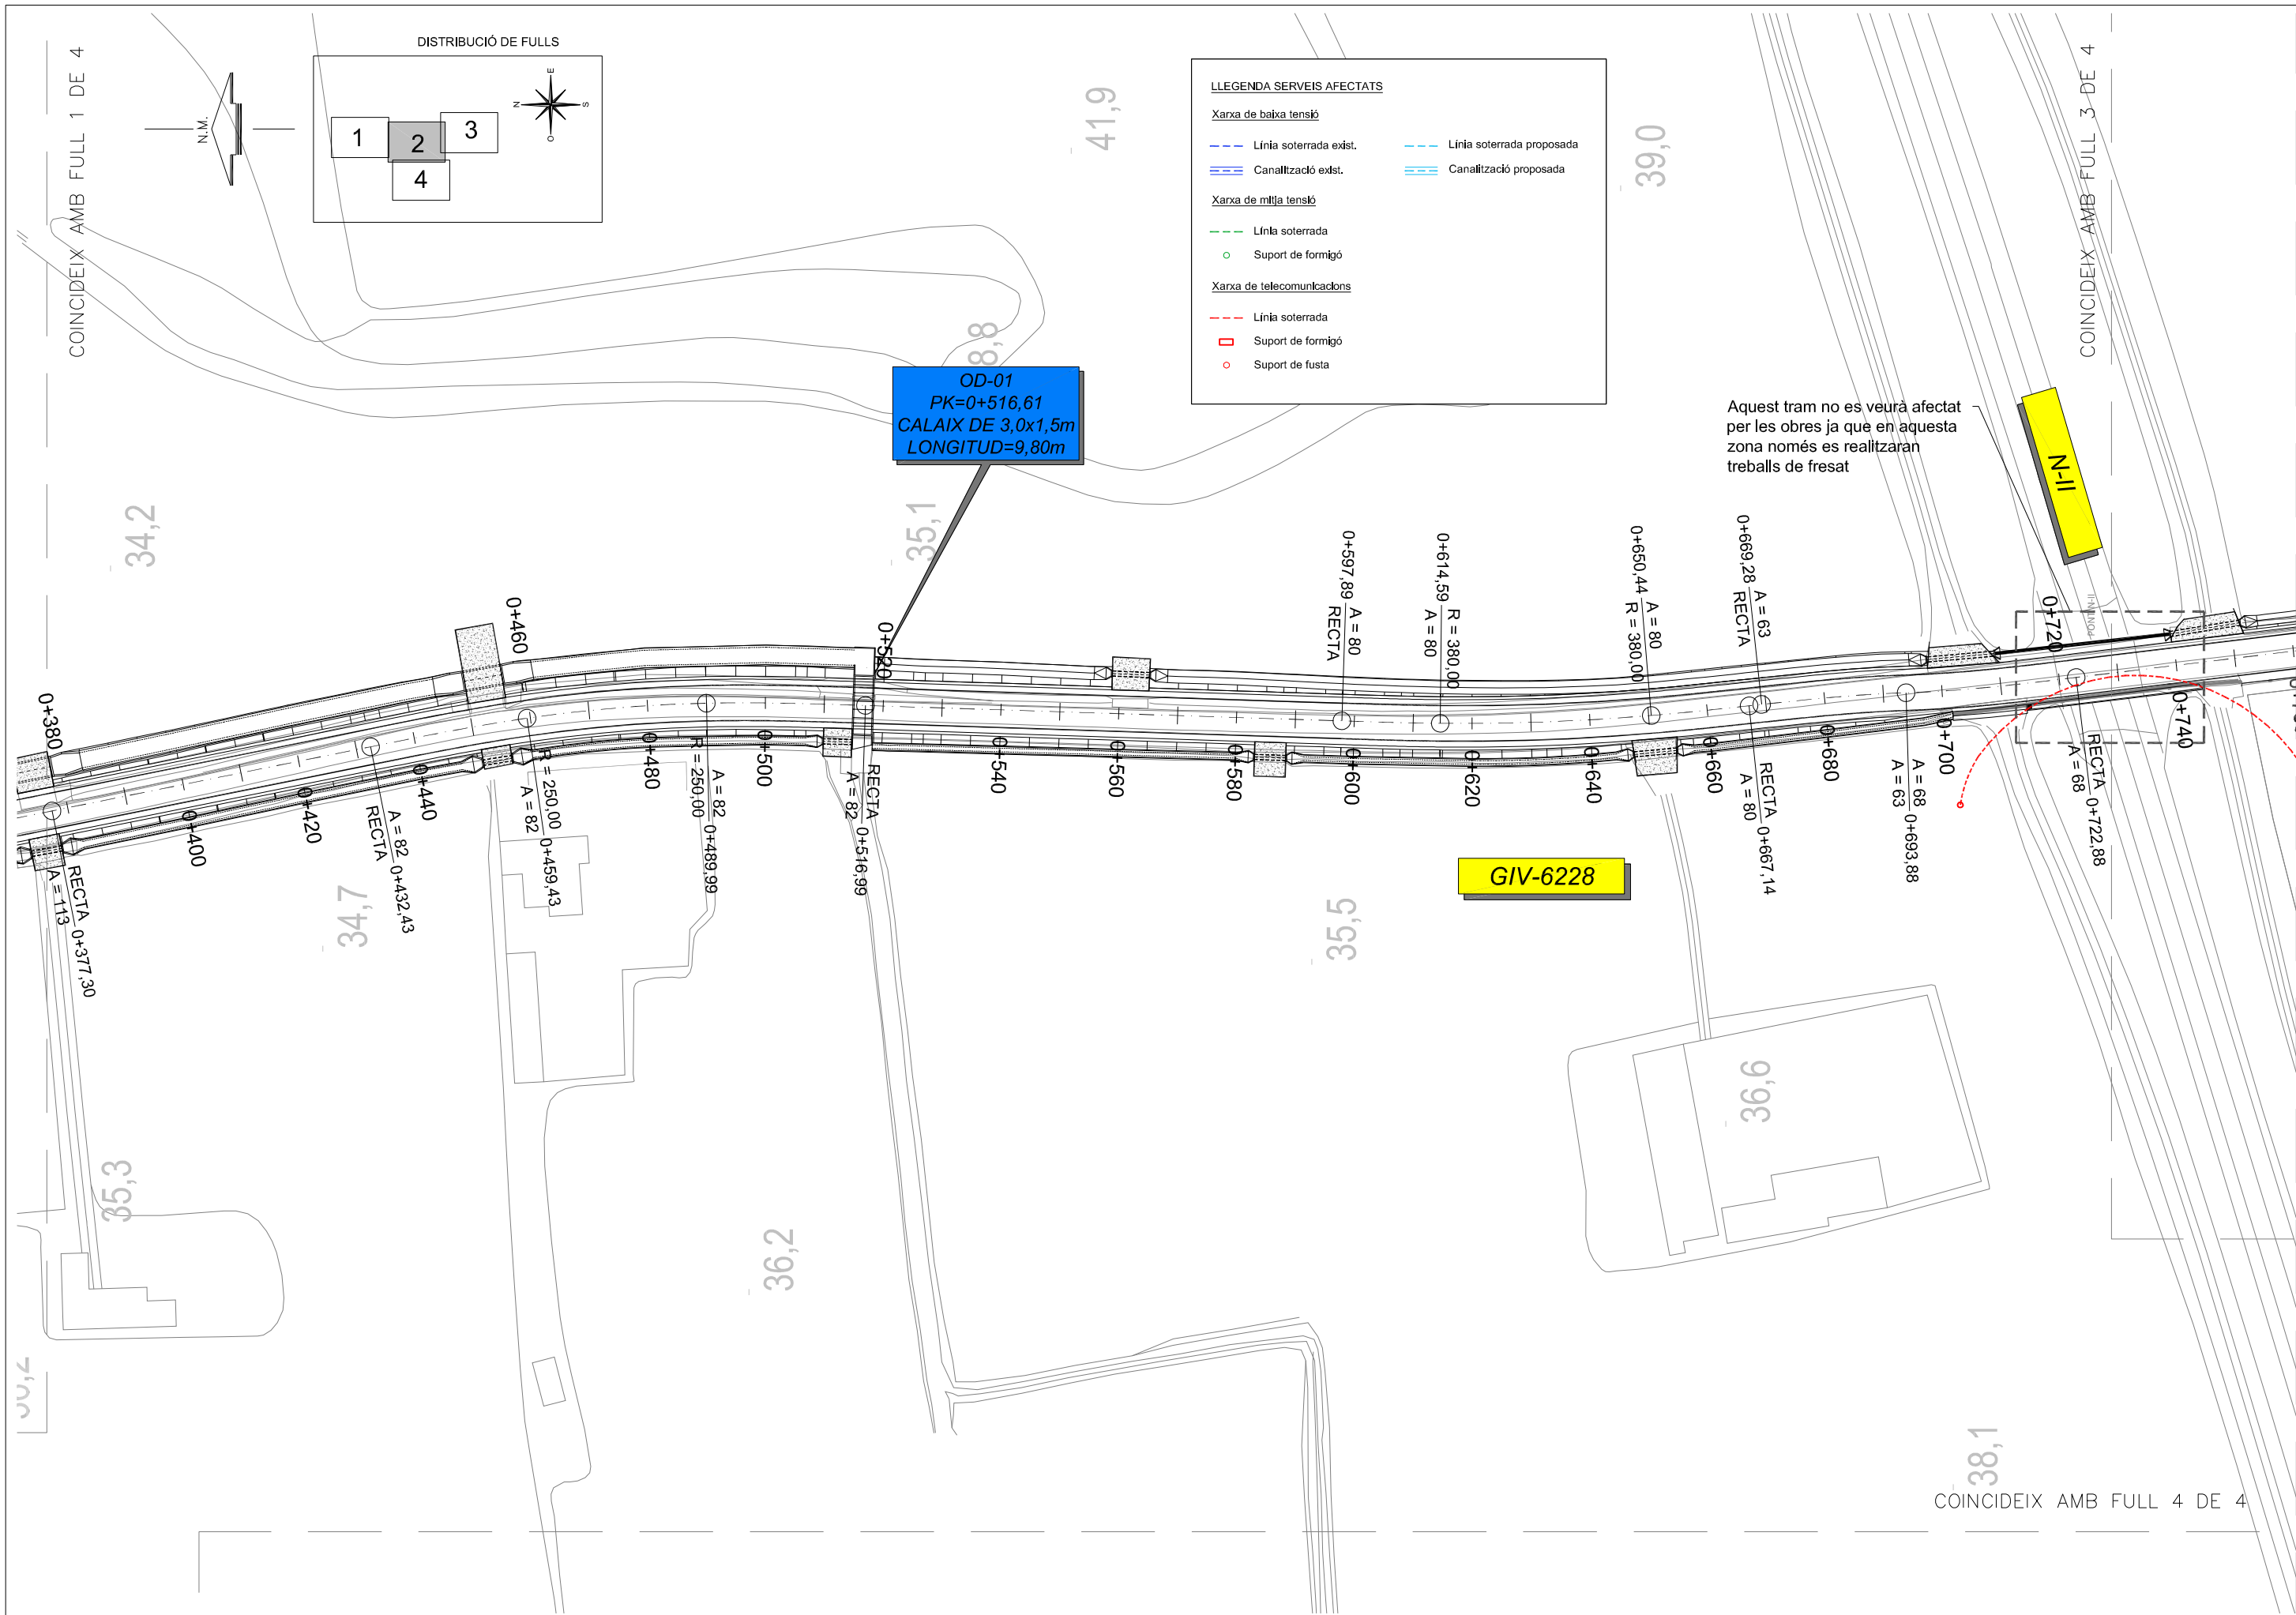 COINCIDEIX AMB FULL 1 DE 4
N.M.
DISTRIBUCIÓ DE FULLS
1
2
3
4
N
E
S
O
41,9
LLEGENDA SERVEIS AFECTATS
Xarxa de baixa tensió
Línia soterrada exist.
Línia soterrada proposada
Canalització exist.
Canalització proposada
Xarxa de mitja tensió
Línia soterrada
Suport de formigó
Xarxa de telecomunicacions
Línia soterrada
Suport de formigó
Suport de fusta
39,0
COINCIDEIX AMB FULL 3 DE 4
8,8
OD-01
PK=0+516,61
CALAIX DE 3,0x1,5m
LONGITUD=9,80m
Aquest tram no es veurà afectat
per les obres ja que en aquesta
zona només es realitzaran
treballs de fresat
N-II
34,2
35,1
0+597,89
A = 80
RECTA
0+614,59
R = 380,00
A = 80
0+650,44
A = 80
R = 380,00
0+669,28
A = 63
RECTA
PONT N-II
0+380
0+400
0+420
0+440
0+460
0+480
0+500
0+520
0+540
0+560
0+580
0+600
0+620
0+640
0+660
0+680
0+700
0+720
0+740
RECTA
A = 113
0+377,30
A = 82
RECTA
0+432,43
R = 250,00
A = 82
0+459,43
A = 82
R = 250,00
0+489,99
RECTA
A = 82
0+516,99
RECTA
A = 80
0+667,14
A = 68
A = 63
0+693,88
RECTA
A = 68
0+722,88
GIV-6228
34,7
35,5
36,6
35,3
36,2
38,1
COINCIDEIX AMB FULL 4 DE 4